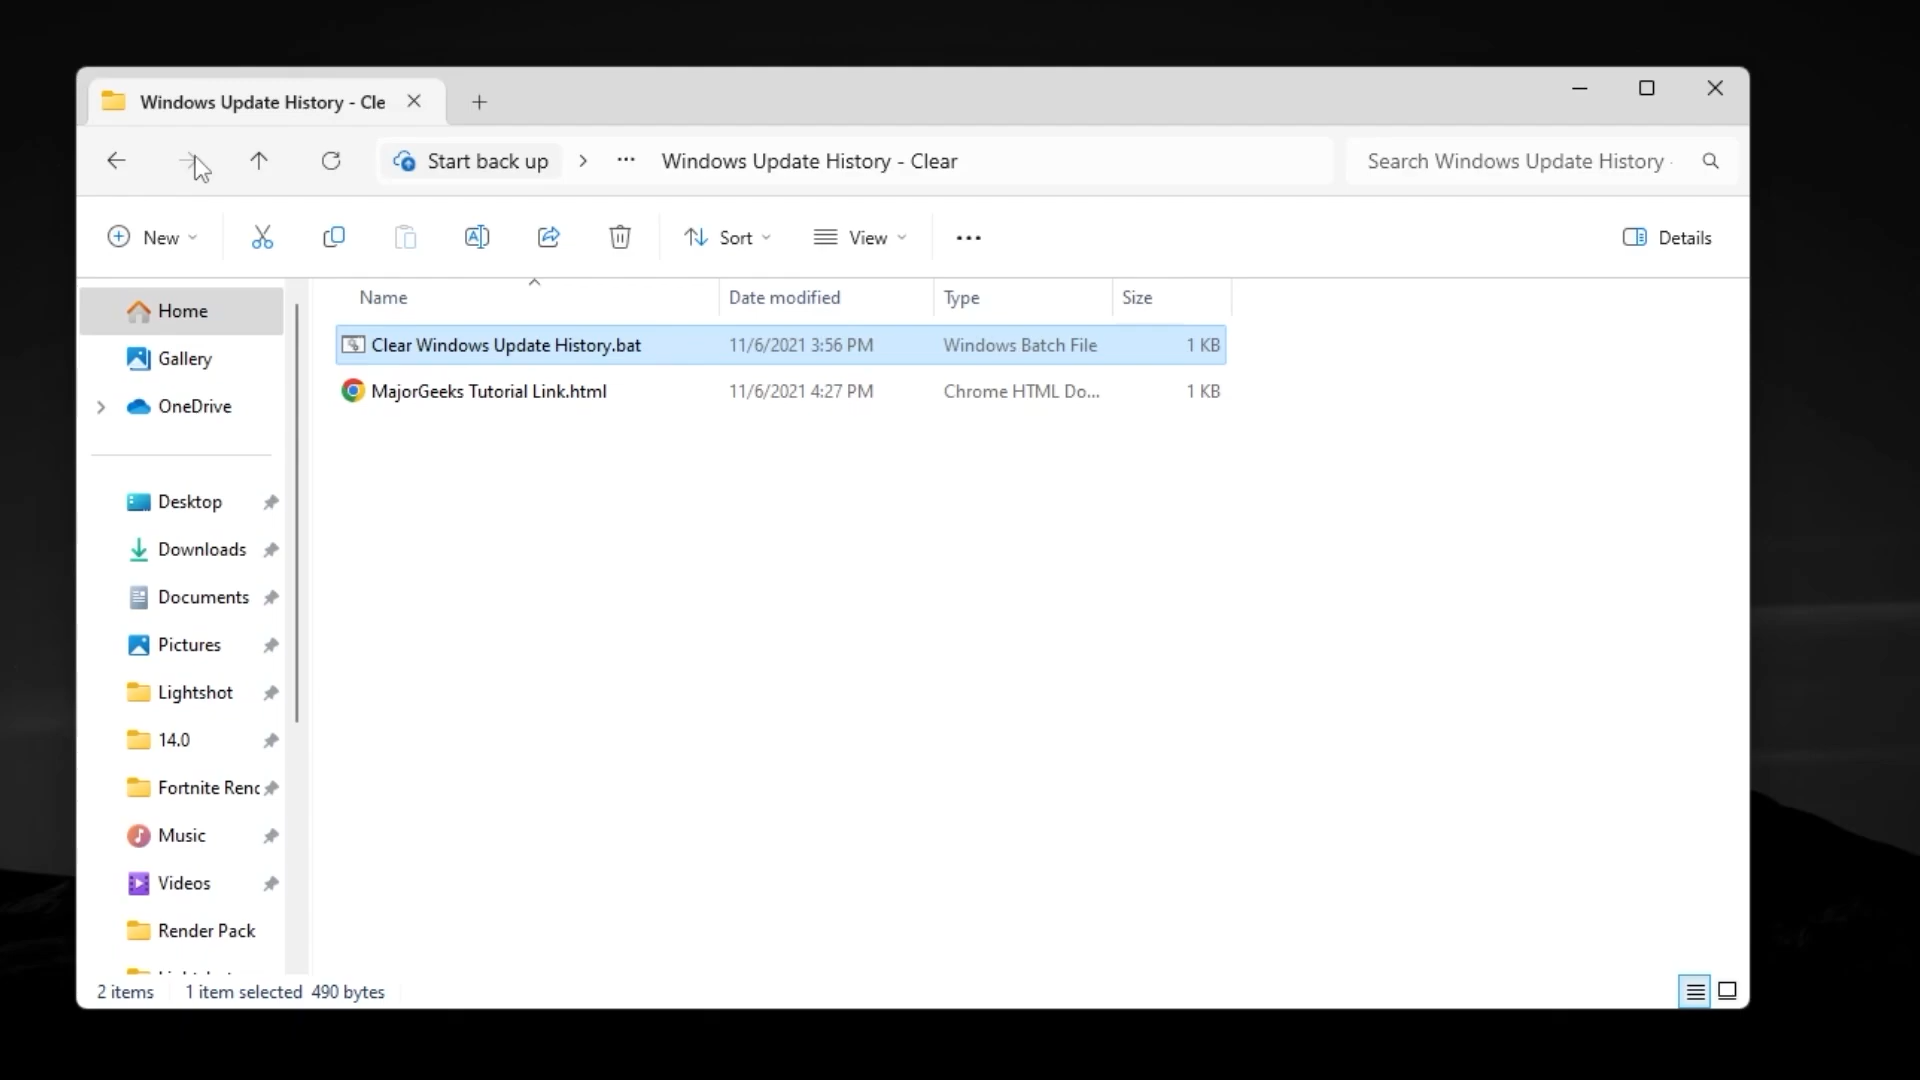 Windows Update History - Cle
Start back up
Windows Update History - Clear
Search Windows Update History
New
Sort
View
Details
Name Date modified Type Size
Clear Windows Update History.bat 11/6/2021 3:56 PM Windows Batch File 1 KB
MajorGeeks Tutorial Link.html 11/6/2021 4:27 PM Chrome HTML Do... 1 KB
Home
Gallery
OneDrive
Desktop
Downloads
Documents
Pictures
Lightshot
14.0
Fortnite Renc
Music
Videos
Render Pack
2 items 1 item selected 490 bytes